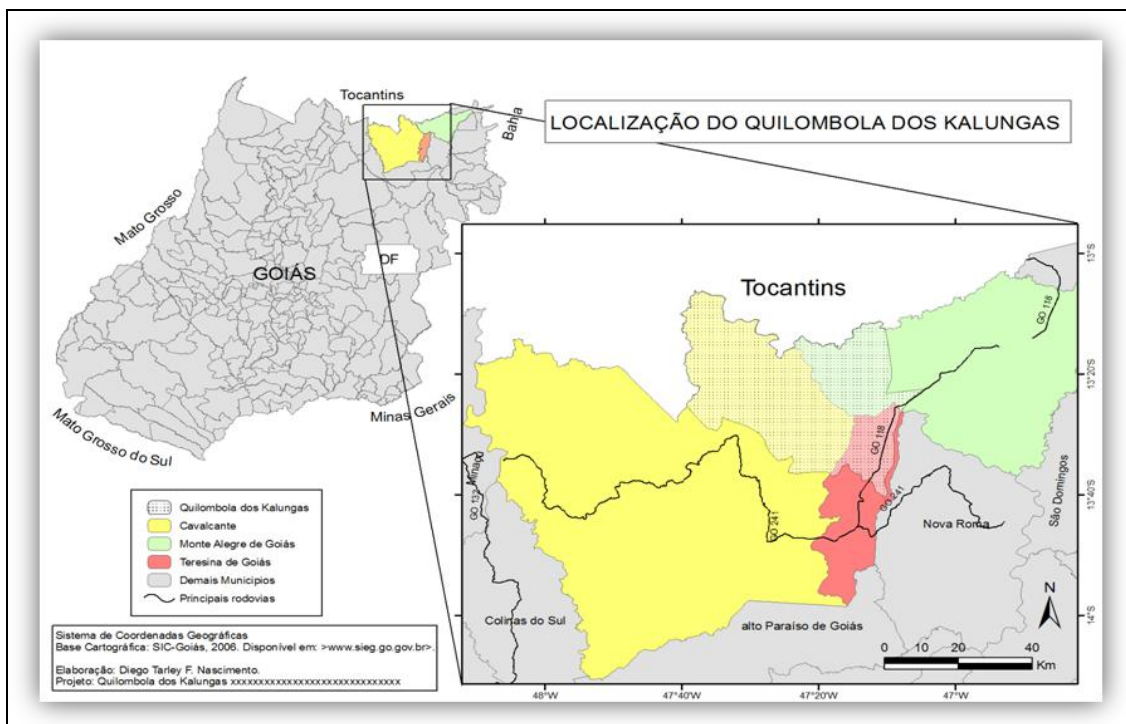 Tocantins
Bahia
LOCALIZAÇÃO DO QUILOMBOLA DOS KALUNGAS
Mato Grosso
GOIÁS
DF
Minas Gerais
Mato Grosso do Sul
Tocantins
GO 118
GO 118
GO 132
Minaçu
GO 241
GO 241
Nova Roma
São Domingos
Colinas do Sul
alto Paraíso de Goiás
N
0 20 40 60
Km
13°S
13°20'S
13°40'S
14°S
48°W
47°40'W
47°20'W
47°W
Quilombola dos Kalungas
Cavalcante
Monte Alegre de Goiás
Teresina de Goiás
Demais Municipios
Principais rodovias
Sistema de Coordenadas Geográficas
Base Cartográfica: SIC-Goiás, 2006. Disponível em: >www.sieg.go.gov.br>.
Elaboração: Diego Tarley F. Nascimento.
Projeto: Quilombola dos Kalungas xxxxxxxxxxxxxxxxxxxxxxxxxxxxxx